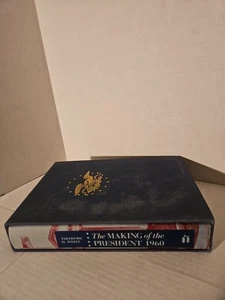 THEODORE
H. WHITE
The MAKING of the
PRESIDENT 1960